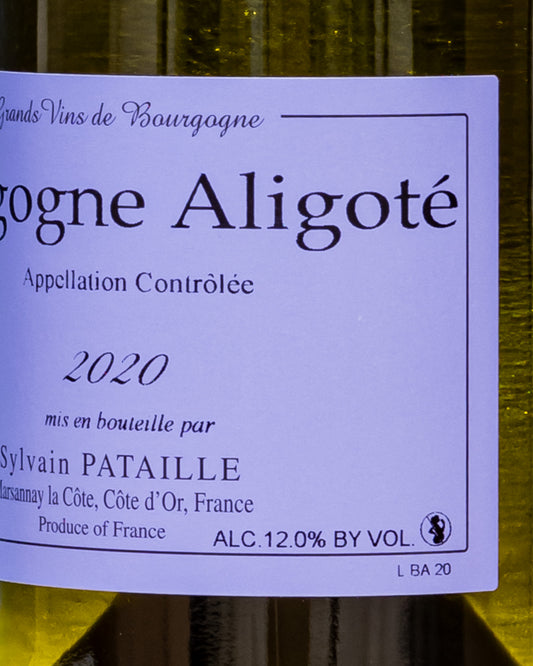 Grands Vins de Bourgogne
gogne Aligoté
Appellation Contrôlée
2020
mis en bouteille par
Sylvain PATAILLE
Marsannay la Côte, Côte d'Or, France
Produce of France
ALC.12.0% BY VOL.
L BA 20